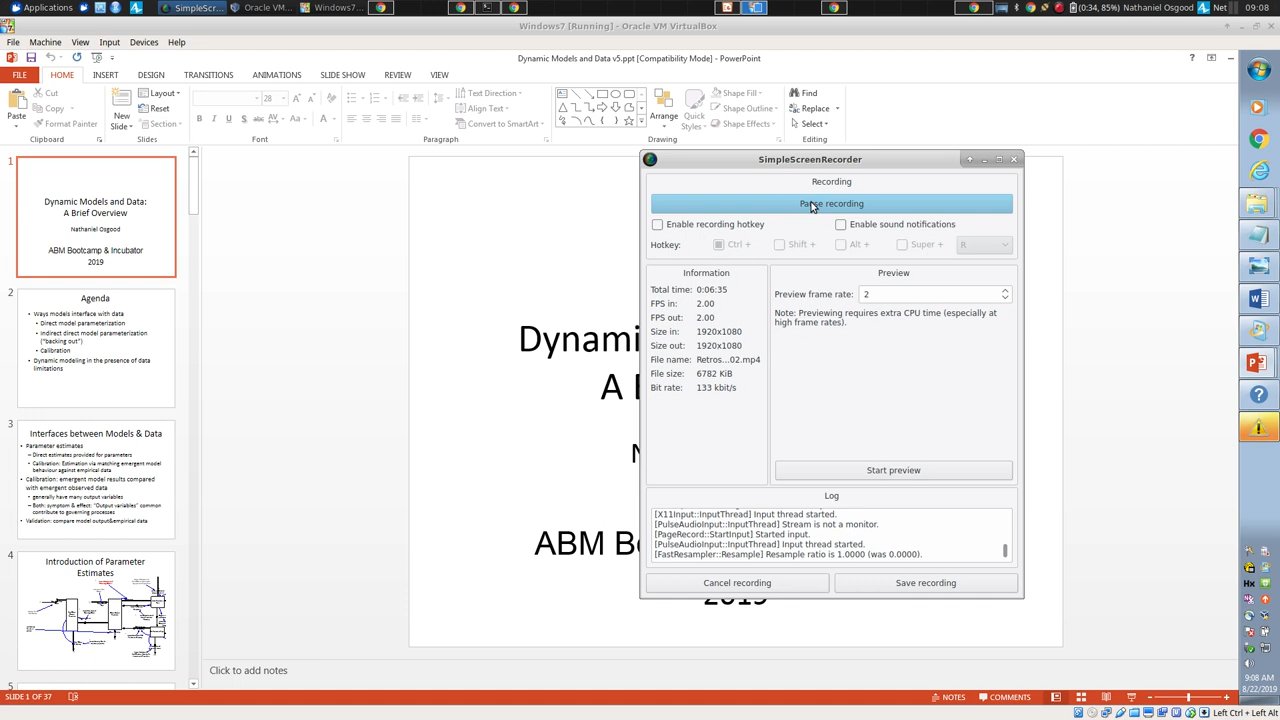 Applications
SimpleScr...
Oracle VM...
Windows7...
(0:34, 85%)
Nathaniel Osgood
Net
09:08
Windows7 [Running] - Oracle VM VirtualBox
File Machine View Input Devices Help
Dynamic Models and Data v5.ppt [Compatibility Mode] - PowerPoint
FILE HOME INSERT DESIGN TRANSITIONS ANIMATIONS SLIDE SHOW REVIEW VIEW
Paste
Cut
Copy
Format Painter
Clipboard
New
Slide
Layout
Reset
Section
Slides
28
Font
Paragraph
Text Direction
Align Text
Convert to SmartArt
Arrange
Quick
Styles
Shape Fill
Shape Outline
Shape Effects
Drawing
Find
Replace
Select
Editing
1
Dynamic Models and Data:
A Brief Overview
Nathaniel Osgood
ABM Bootcamp & Incubator
2019
2
Agenda
• Ways models interface with data
• Direct model parameterization
• Indirect direct model parameterization
("backing out")
• Calibration
• Dynamic modeling in the presence of data
limitations
3
Interfaces between Models & Data
• Parameter estimates
– Direct estimates provided for parameters
– Calibration: Estimation via matching emergent model
behaviour against empirical data
• Calibration: emergent model results compared
with emergent observed data
– generally have many output variables
– Both: symptom & effect: "Output variables" common
contribute to governing processes
• Validation: compare model output&empirical data
4
Introduction of Parameter
Estimates
5
Dynami
A B
N
ABM Bo
2019
Click to add notes
SimpleScreenRecorder
Recording
Pause recording
Enable recording hotkey
Enable sound notifications
Hotkey: Ctrl + Shift + Alt + Super + R
Information
Total time: 0:06:35
FPS in: 2.00
FPS out: 2.00
Size in: 1920x1080
Size out: 1920x1080
File name: Retros...02.mp4
File size: 6782 KiB
Bit rate: 133 kbit/s
Preview
Preview frame rate: 2
Note: Previewing requires extra CPU time (especially at
high frame rates).
Start preview
Log
[X11Input::InputThread] Input thread started.
[PulseAudioInput::InputThread] Stream is not a monitor.
[PageRecord::StartInput] Started input.
[PulseAudioInput::InputThread] Input thread started.
[FastResampler::Resample] Resample ratio is 1.0000 (was 0.0000).
Cancel recording
Save recording
SLIDE 1 OF 37
NOTES
COMMENTS
9:08 AM
8/22/2019
Left Ctrl + Left Alt